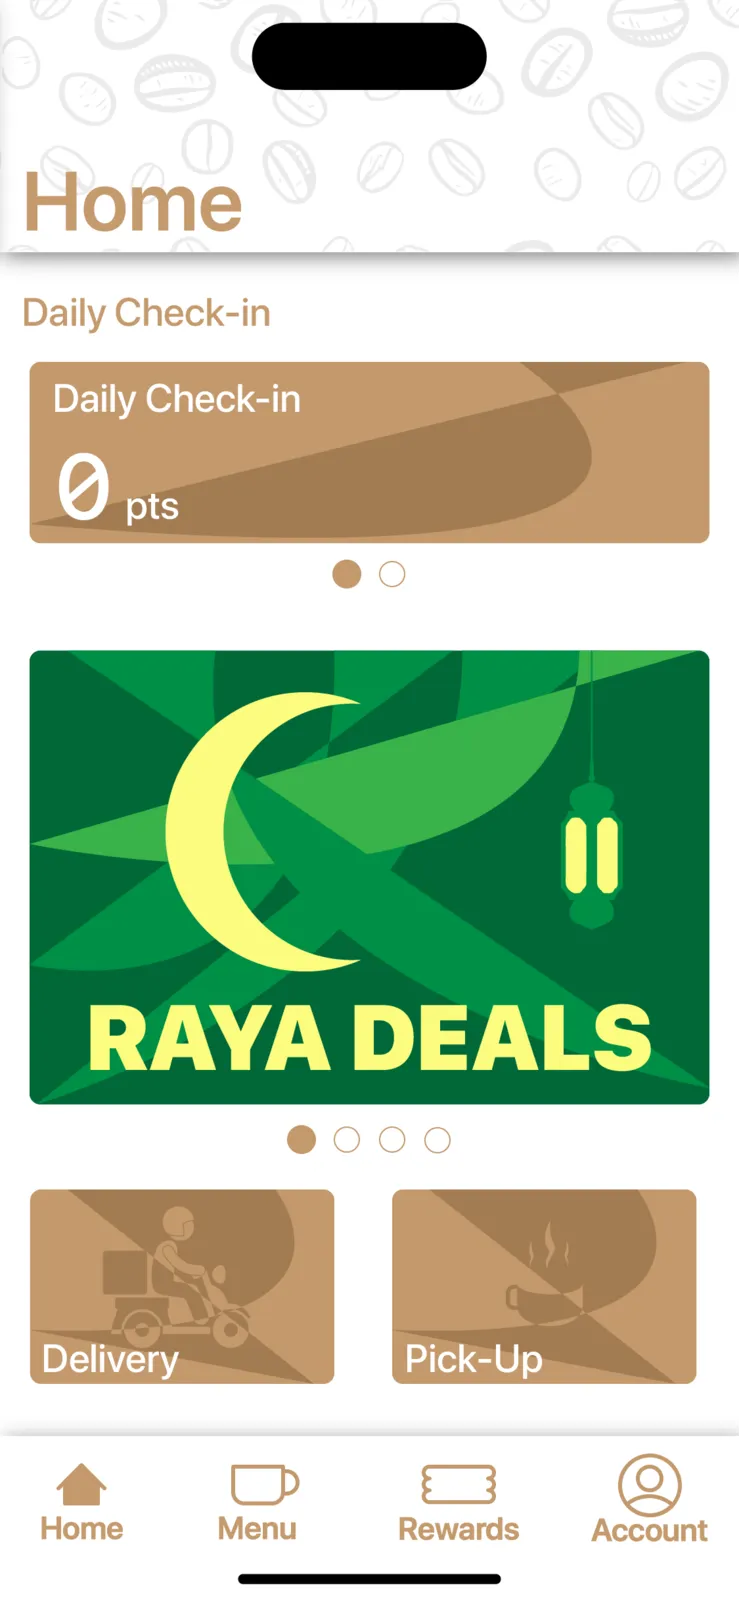 Home
Daily Check-in
Daily Check-in
0 pts
RAYA DEALS
Delivery
Pick-Up
Home
Menu
Rewards
Account